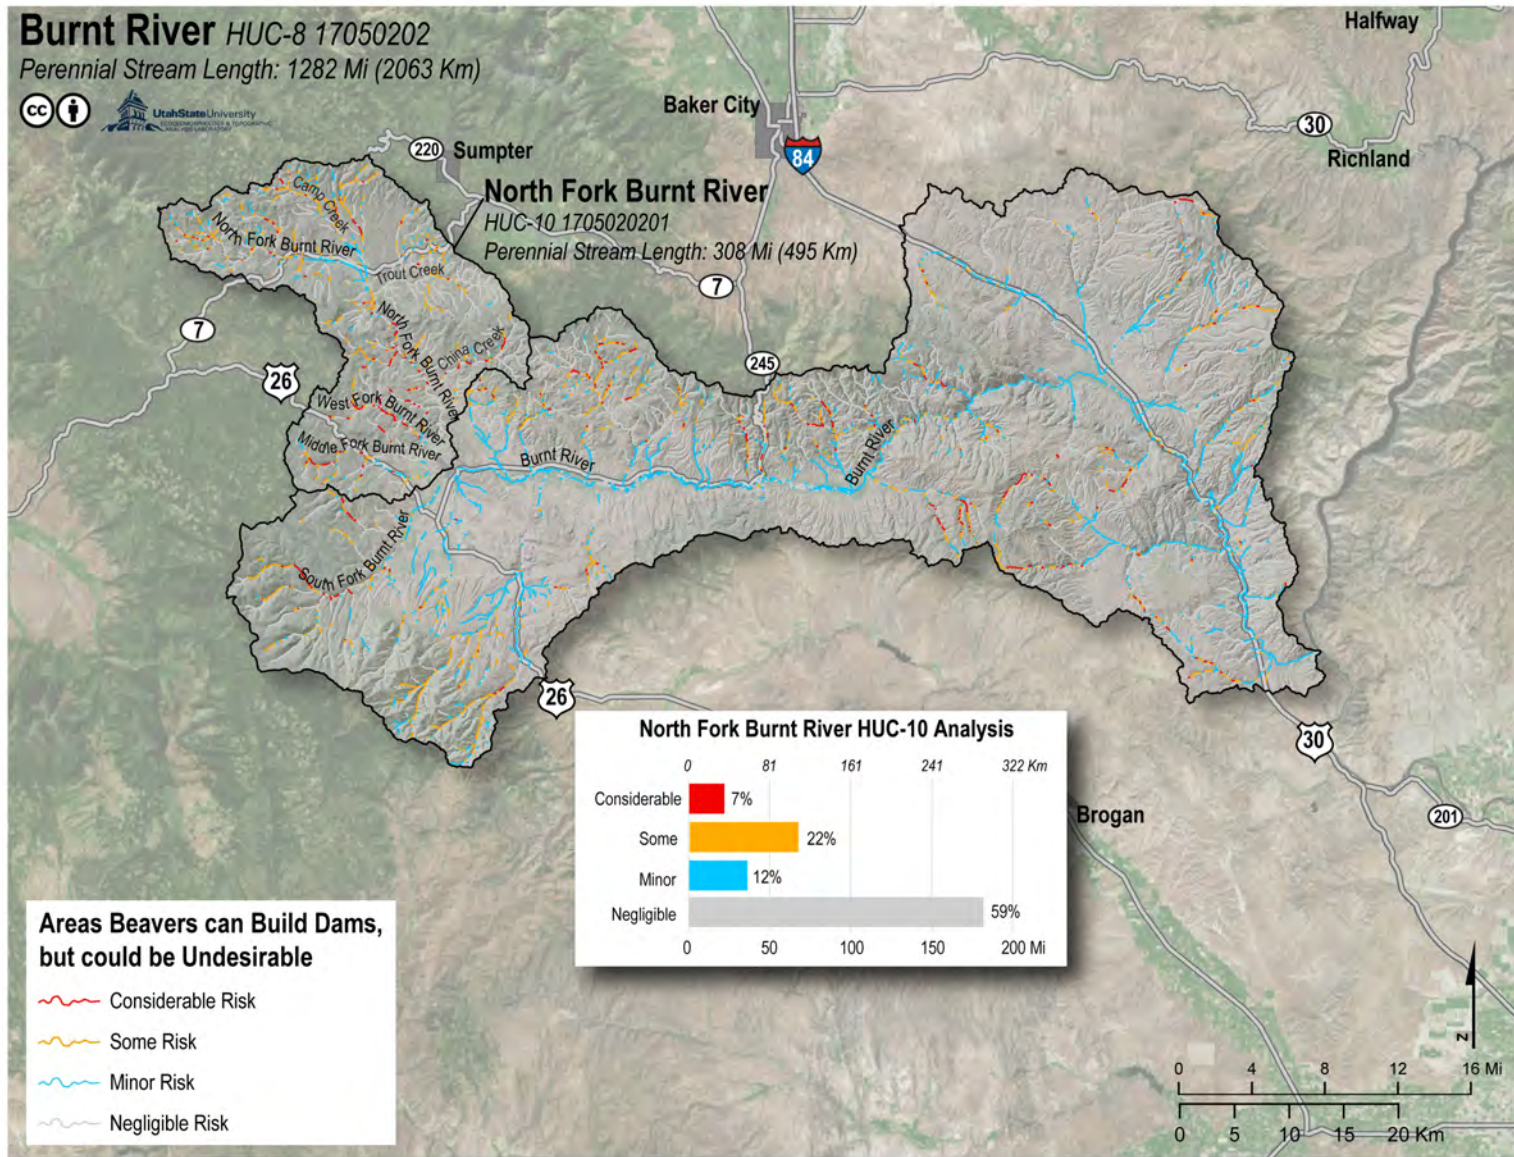 Burnt River HUC-8 17050202
Perennial Stream Length: 1282 Mi (2063 Km)
cc
UtahStateUniversity
ECOGEOMORPHOLOGY & TOPOGRAPHIC
ANALYSIS LABORATORY
Halfway
Baker City
84
30
Richland
220
Sumpter
North Fork Burnt River
HUC-10 1705020201
Perennial Stream Length: 308 Mi (495 Km)
Camp Creek
North Fork Burnt River
Trout Creek
7
7
North Fork Burnt River
China Creek
245
26
West Fork Burnt River
Middle Fork Burnt River
Burnt River
Burnt River
South Fork Burnt River
26
30
Brogan
201
North Fork Burnt River HUC-10 Analysis
0 81 161 241 322 Km
Considerable 7%
Some 22%
Minor 12%
Negligible 59%
0 50 100 150 200 Mi
Areas Beavers can Build Dams,
but could be Undesirable
Considerable Risk
Some Risk
Minor Risk
Negligible Risk
N
0 4 8 12 16 Mi
0 5 10 15 20 Km